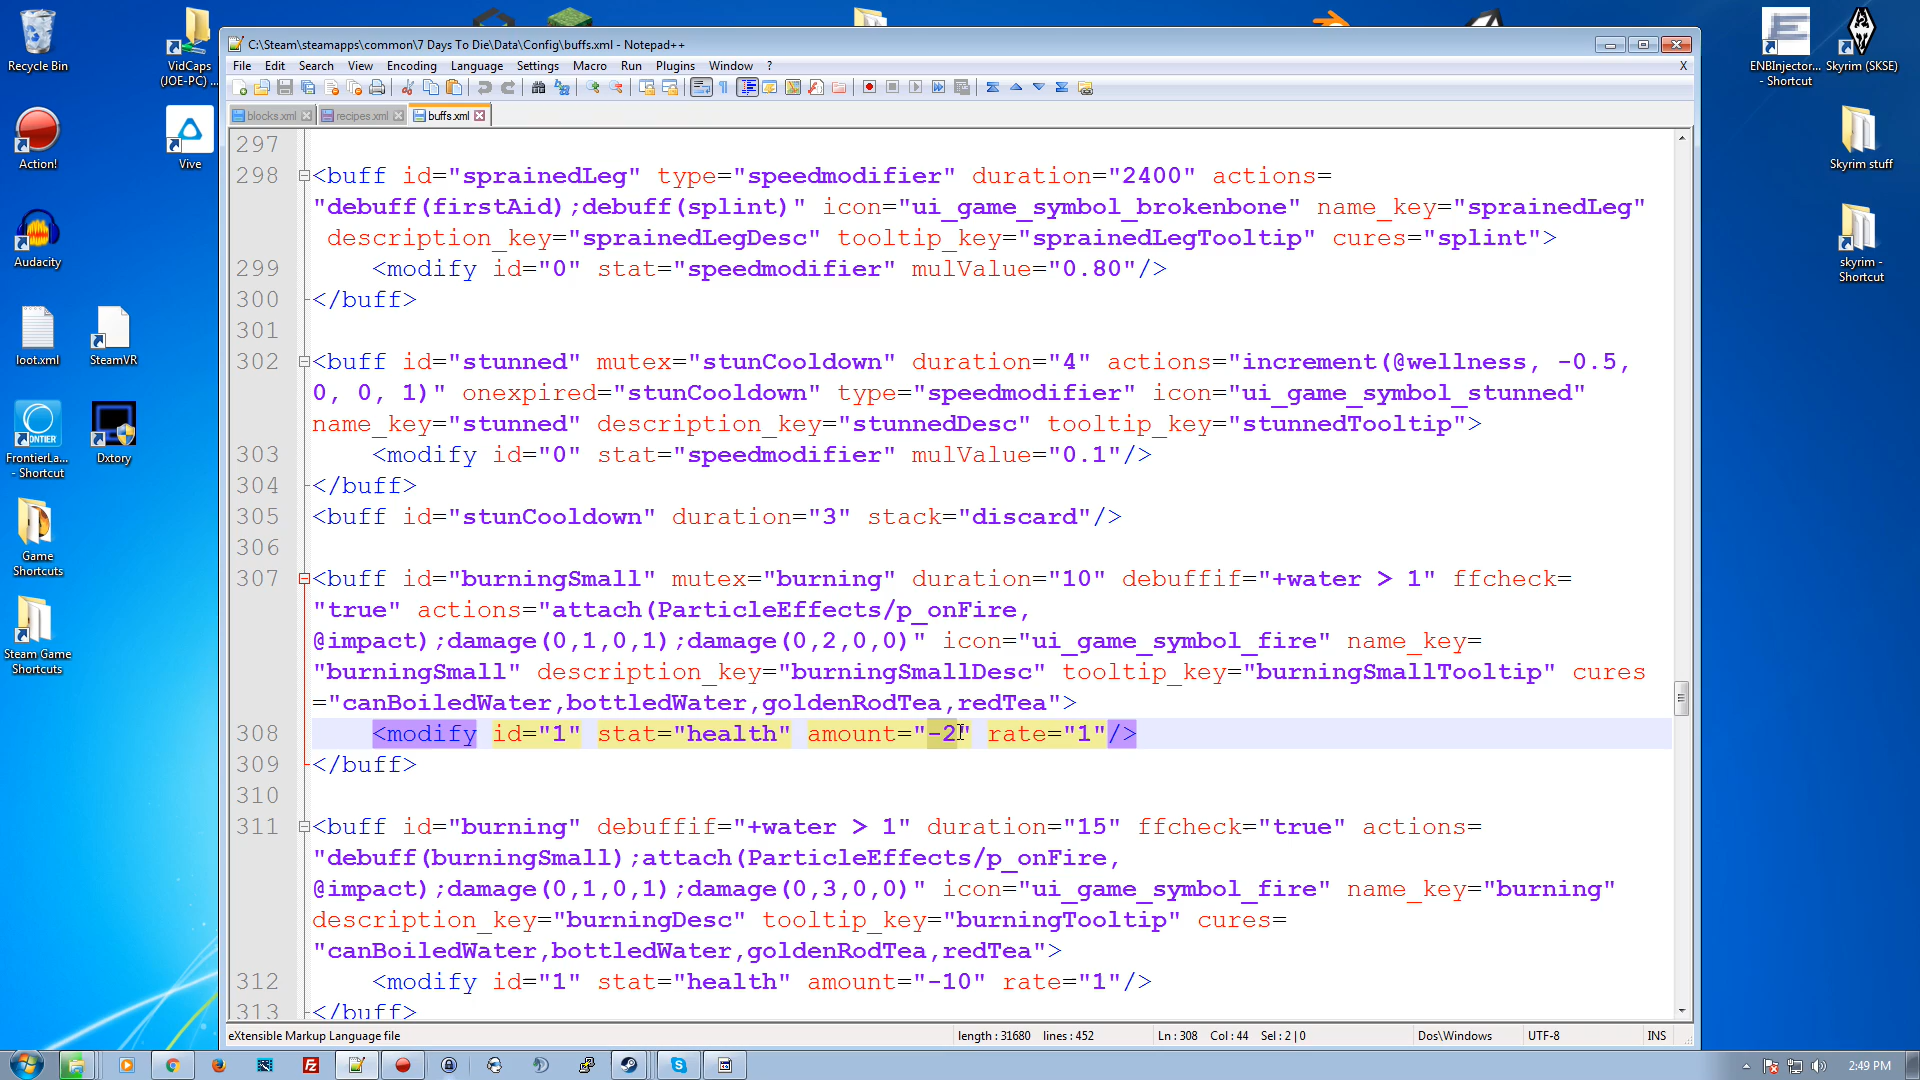 C:\Steam\steamapps\common\7 Days To Die\Data\Config\buffs.xml - Notepad++
File Edit Search View Encoding Language Settings Macro Run Plugins Window ? X
blocks.xml recipes.xml buffs.xml
297
298 <buff id="sprainedLeg" type="speedmodifier" duration="2400" actions=
"debuff(firstAid);debuff(splint)" icon="ui_game_symbol_brokenbone" name_key="sprainedLeg"
description_key="sprainedLegDesc" tooltip_key="sprainedLegTooltip" cures="splint">
299 <modify id="0" stat="speedmodifier" mulValue="0.80"/>
300 </buff>
301
302 <buff id="stunned" mutex="stunCooldown" duration="4" actions="increment(@wellness, -0.5,
0, 0, 1)" onexpired="stunCooldown" type="speedmodifier" icon="ui_game_symbol_stunned"
name_key="stunned" description_key="stunnedDesc" tooltip_key="stunnedTooltip">
303 <modify id="0" stat="speedmodifier" mulValue="0.1"/>
304 </buff>
305 <buff id="stunCooldown" duration="3" stack="discard"/>
306
307 <buff id="burningSmall" mutex="burning" duration="10" debuffif="+water > 1" ffcheck=
"true" actions="attach(ParticleEffects/p_onFire,
@impact);damage(0,1,0,1);damage(0,2,0,0)" icon="ui_game_symbol_fire" name_key=
"burningSmall" description_key="burningSmallDesc" tooltip_key="burningSmallTooltip" cures
="canBoiledWater,bottledWater,goldenRodTea,redTea">
308 <modify id="1" stat="health" amount="-2" rate="1"/>
309 </buff>
310
311 <buff id="burning" debuffif="+water > 1" duration="15" ffcheck="true" actions=
"debuff(burningSmall);attach(ParticleEffects/p_onFire,
@impact);damage(0,1,0,1);damage(0,3,0,0)" icon="ui_game_symbol_fire" name_key="burning"
description_key="burningDesc" tooltip_key="burningTooltip" cures=
"canBoiledWater,bottledWater,goldenRodTea,redTea">
312 <modify id="1" stat="health" amount="-10" rate="1"/>
313 </buff>
eXtensible Markup Language file length : 31680 lines : 452 Ln : 308 Col : 44 Sel : 2 | 0 Dos\Windows UTF-8 INS
Recycle Bin
VidCaps
(JOE-PC) ...
Action!
Vive
Audacity
loot.xml
SteamVR
FrontierLa...
- Shortcut
Dxtory
Game
Shortcuts
Steam Game
Shortcuts
ENBInjector...
- Shortcut
Skyrim (SKSE)
Skyrim stuff
skyrim -
Shortcut
2:49 PM